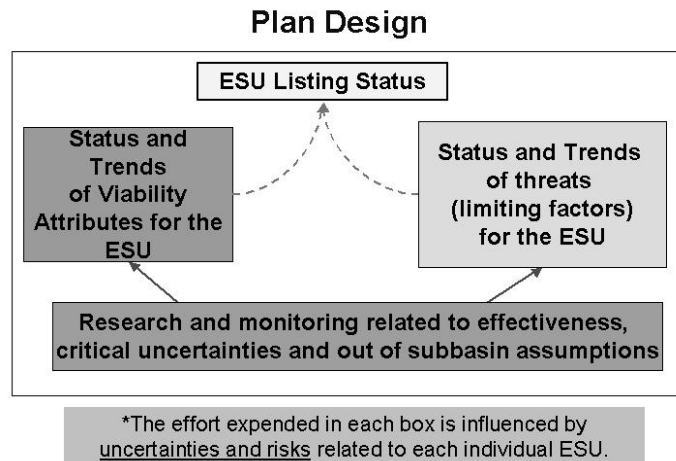 Plan Design
ESU Listing Status
Status and
Trends
of Viability
Attributes for the
ESU
Status and Trends
of threats
(limiting factors)
for the ESU
Research and monitoring related to effectiveness,
critical uncertainties and out of subbasin assumptions
*The effort expended in each box is influenced by
uncertainties and risks related to each individual ESU.